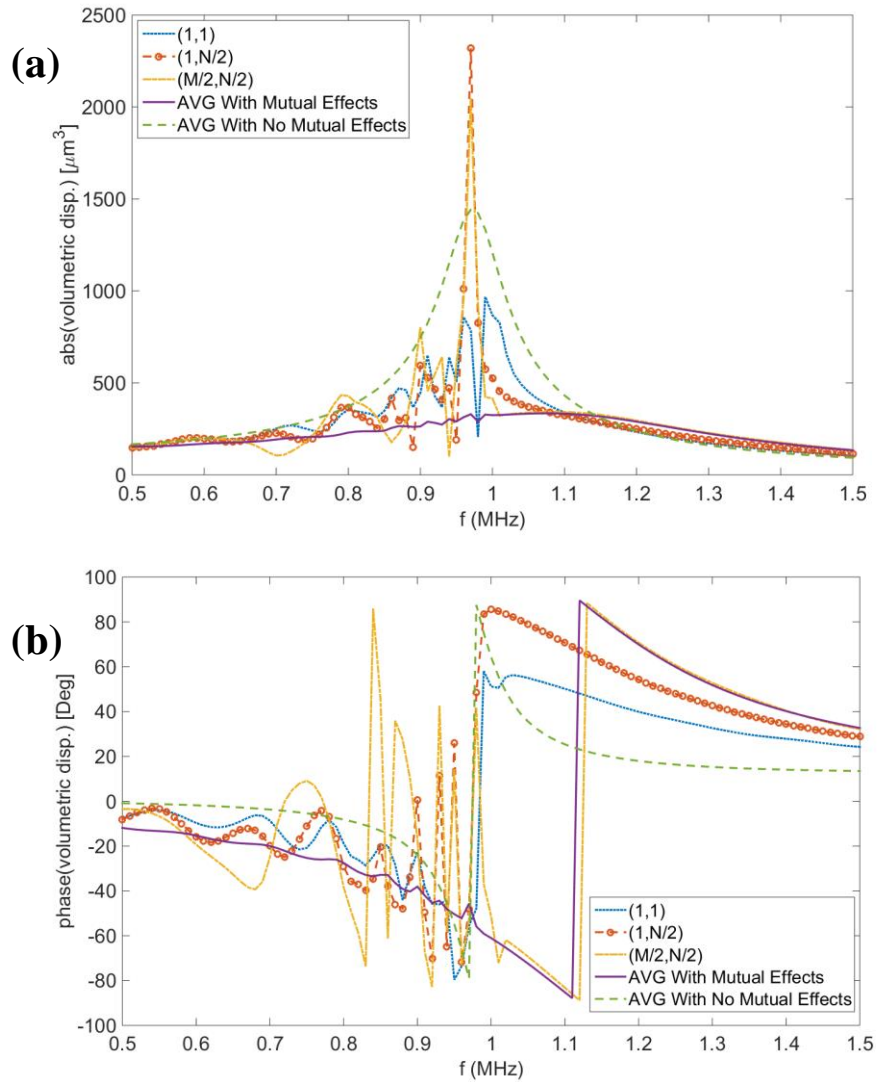 (a)
2500
2000
1500
1000
500
0
abs(volumetric disp.) [μm³]
(1,1)
(1,N/2)
(M/2,N/2)
AVG With Mutual Effects
AVG With No Mutual Effects
0.5 0.6 0.7 0.8 0.9 1 1.1 1.2 1.3 1.4 1.5
f (MHz)
(b)
100
80
60
40
20
0
-20
-40
-60
-80
-100
phase(volumetric disp.) [Deg]
(1,1)
(1,N/2)
(M/2,N/2)
AVG With Mutual Effects
AVG With No Mutual Effects
0.5 0.6 0.7 0.8 0.9 1 1.1 1.2 1.3 1.4 1.5
f (MHz)